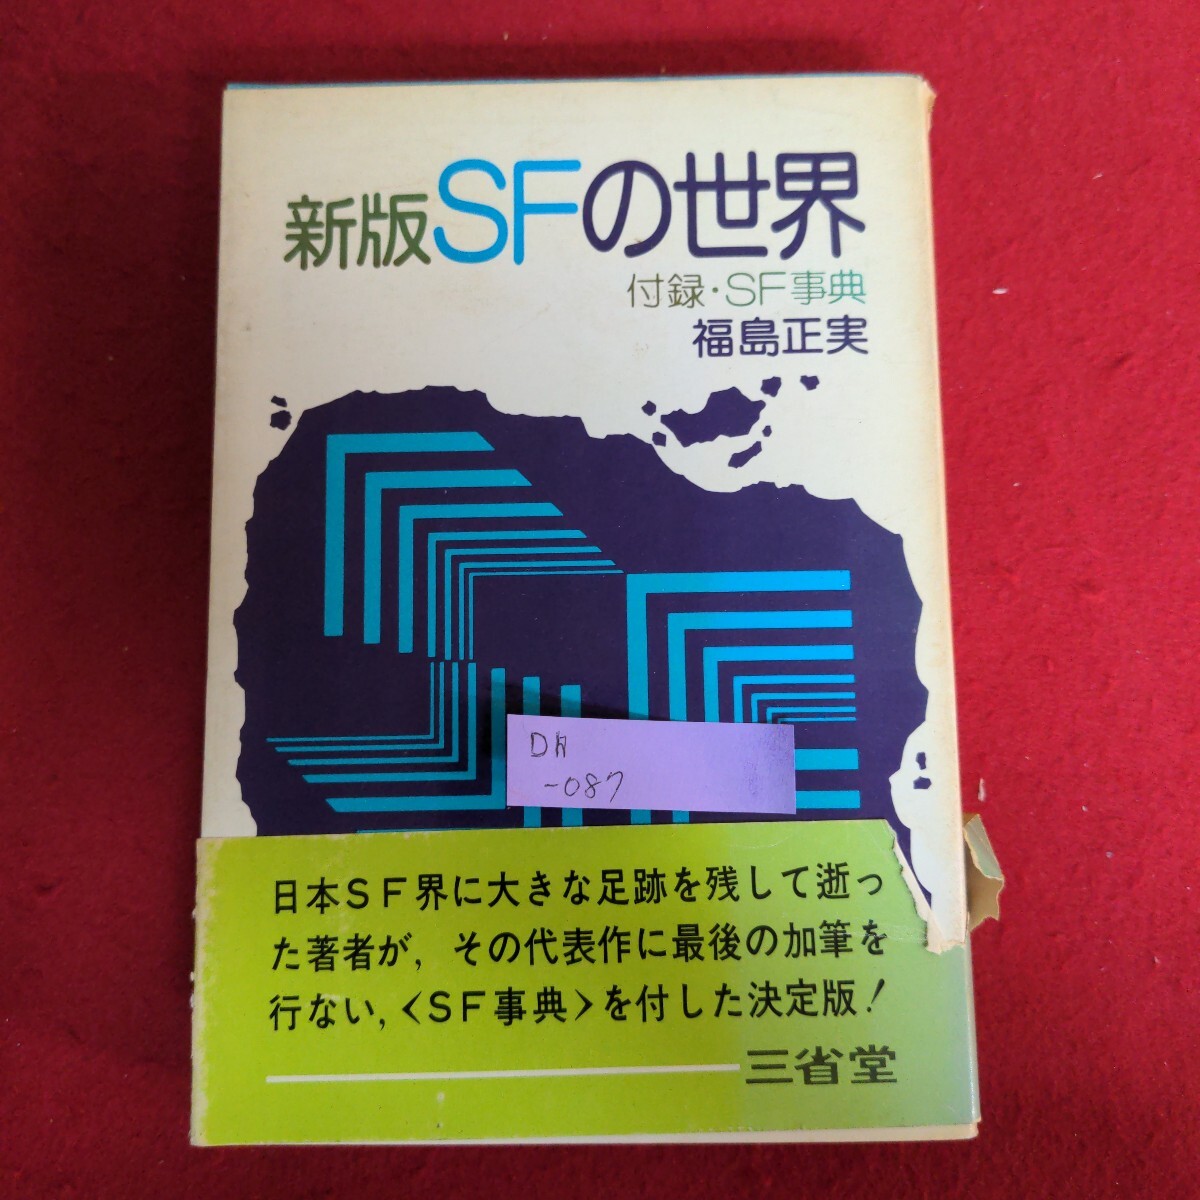 新版SFの世界
付録・SF事典
福島正実
DA
-087
日本SF界に大きな足跡を残して逝っ
た著者が，その代表作に最後の加筆を
行ない，〈SF事典〉を付した決定版！
三省堂